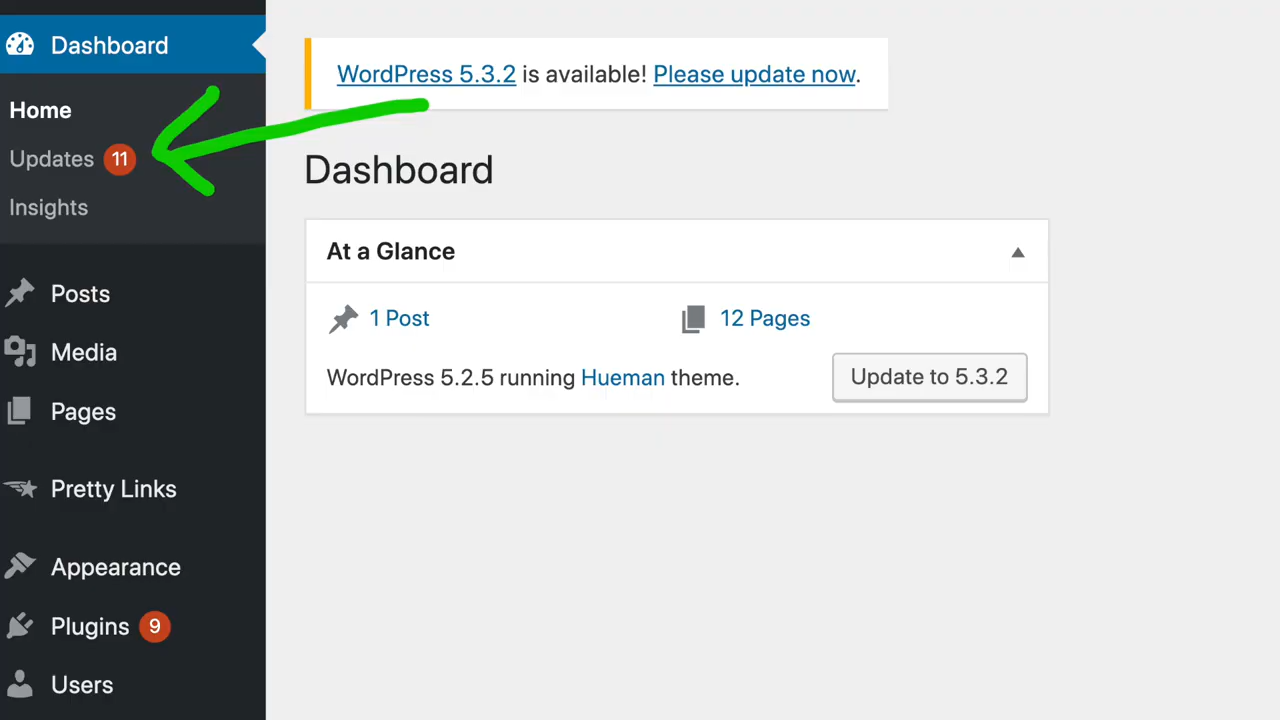 Dashboard
Home
Updates 11
Insights
Posts
Media
Pages
Pretty Links
Appearance
Plugins 9
Users
WordPress 5.3.2 is available! Please update now.
Dashboard
At a Glance
1 Post
12 Pages
WordPress 5.2.5 running Hueman theme.
Update to 5.3.2